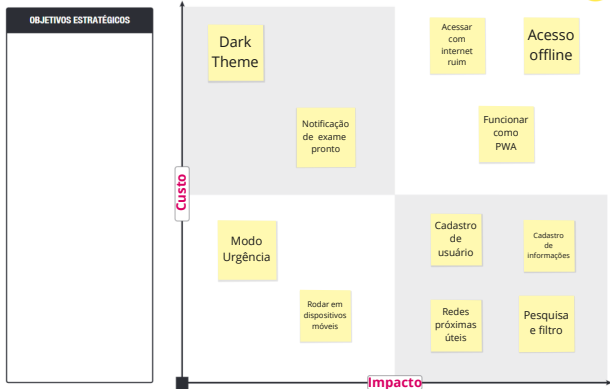 OBJETIVOS ESTRATÉGICOS
Dark
Theme
Notificação
de exame
pronto
Acessar
com
internet
ruim
Acesso
offline
Funcionar
como
PWA
Custo
Modo
Urgência
Rodar em
dispositivos
móveis
Cadastro
de
usuário
Cadastro
de
informações
Redes
próximas
úteis
Pesquisa
e filtro
Impacto